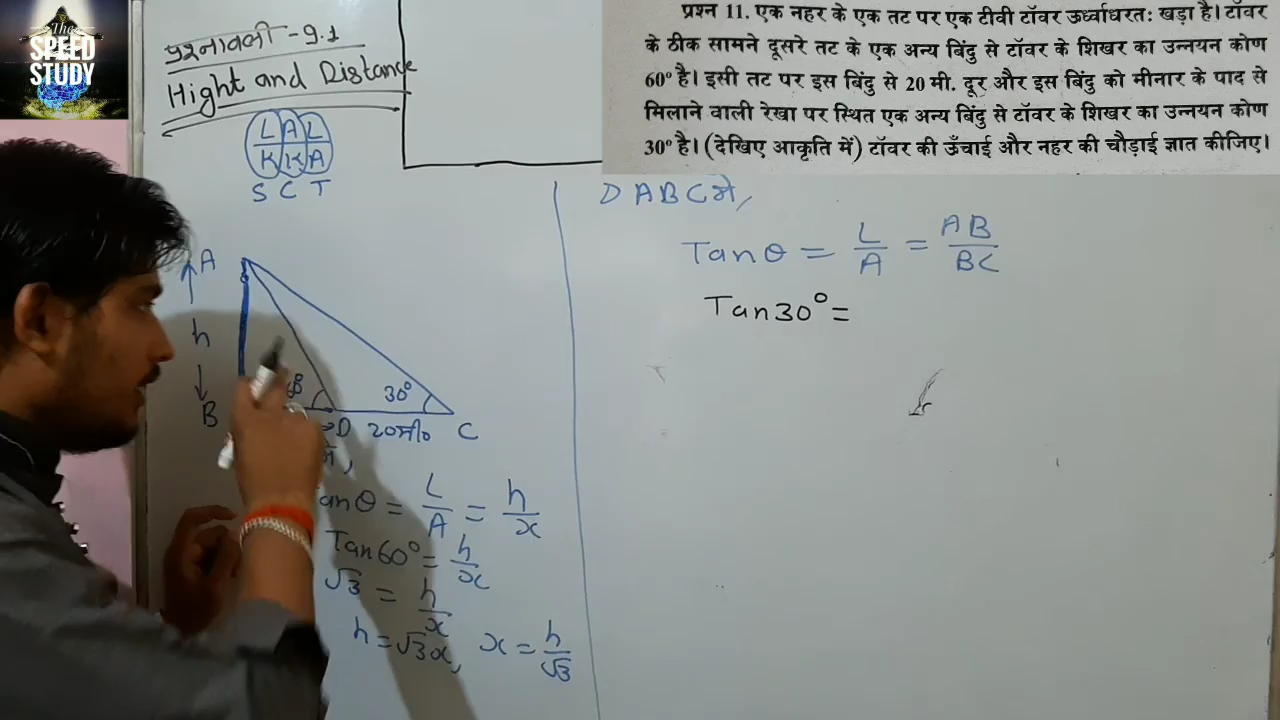 The
SPEED
STUDY
प्रश्नावली-9.1
Hight and Distance
L A L
K K A
S C T
प्रश्न 11. एक नहर के एक तट पर एक टीवी टॉवर ऊर्ध्वाधरतः खड़ा है। टॉवर
के ठीक सामने दूसरे तट के एक अन्य बिंदु से टॉवर के शिखर का उन्नयन कोण
60° है। इसी तट पर इस बिंदु से 20 मी. दूर और इस बिंदु को मीनार के पाद से
मिलाने वाली रेखा पर स्थित एक अन्य बिंदु से टॉवर के शिखर का उन्नयन कोण
30° है। (देखिए आकृति में) टॉवर की ऊँचाई और नहर की चौड़ाई ज्ञात कीजिए।
A
h
B
30°
D 20मी० C
Tanθ = L/A = h/x
Tan60° = h/x
√3 = h/x
h = √3x, x = h/√3
D ABC में,
Tanθ = L/A = AB/BC
Tan30° =